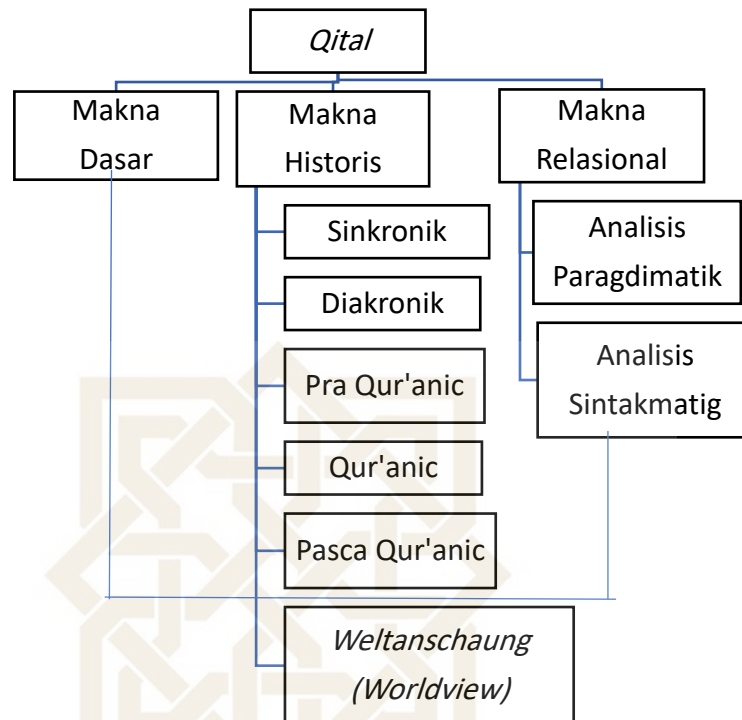 Qital
Makna
Dasar
Makna
Historis
Makna
Relasional
Sinkronik
Diakronik
Pra Qur'anic
Qur'anic
Pasca Qur'anic
Weltanschaung
(Worldview)
Analisis
Paragdimatik
Analisis
Sintakmatig